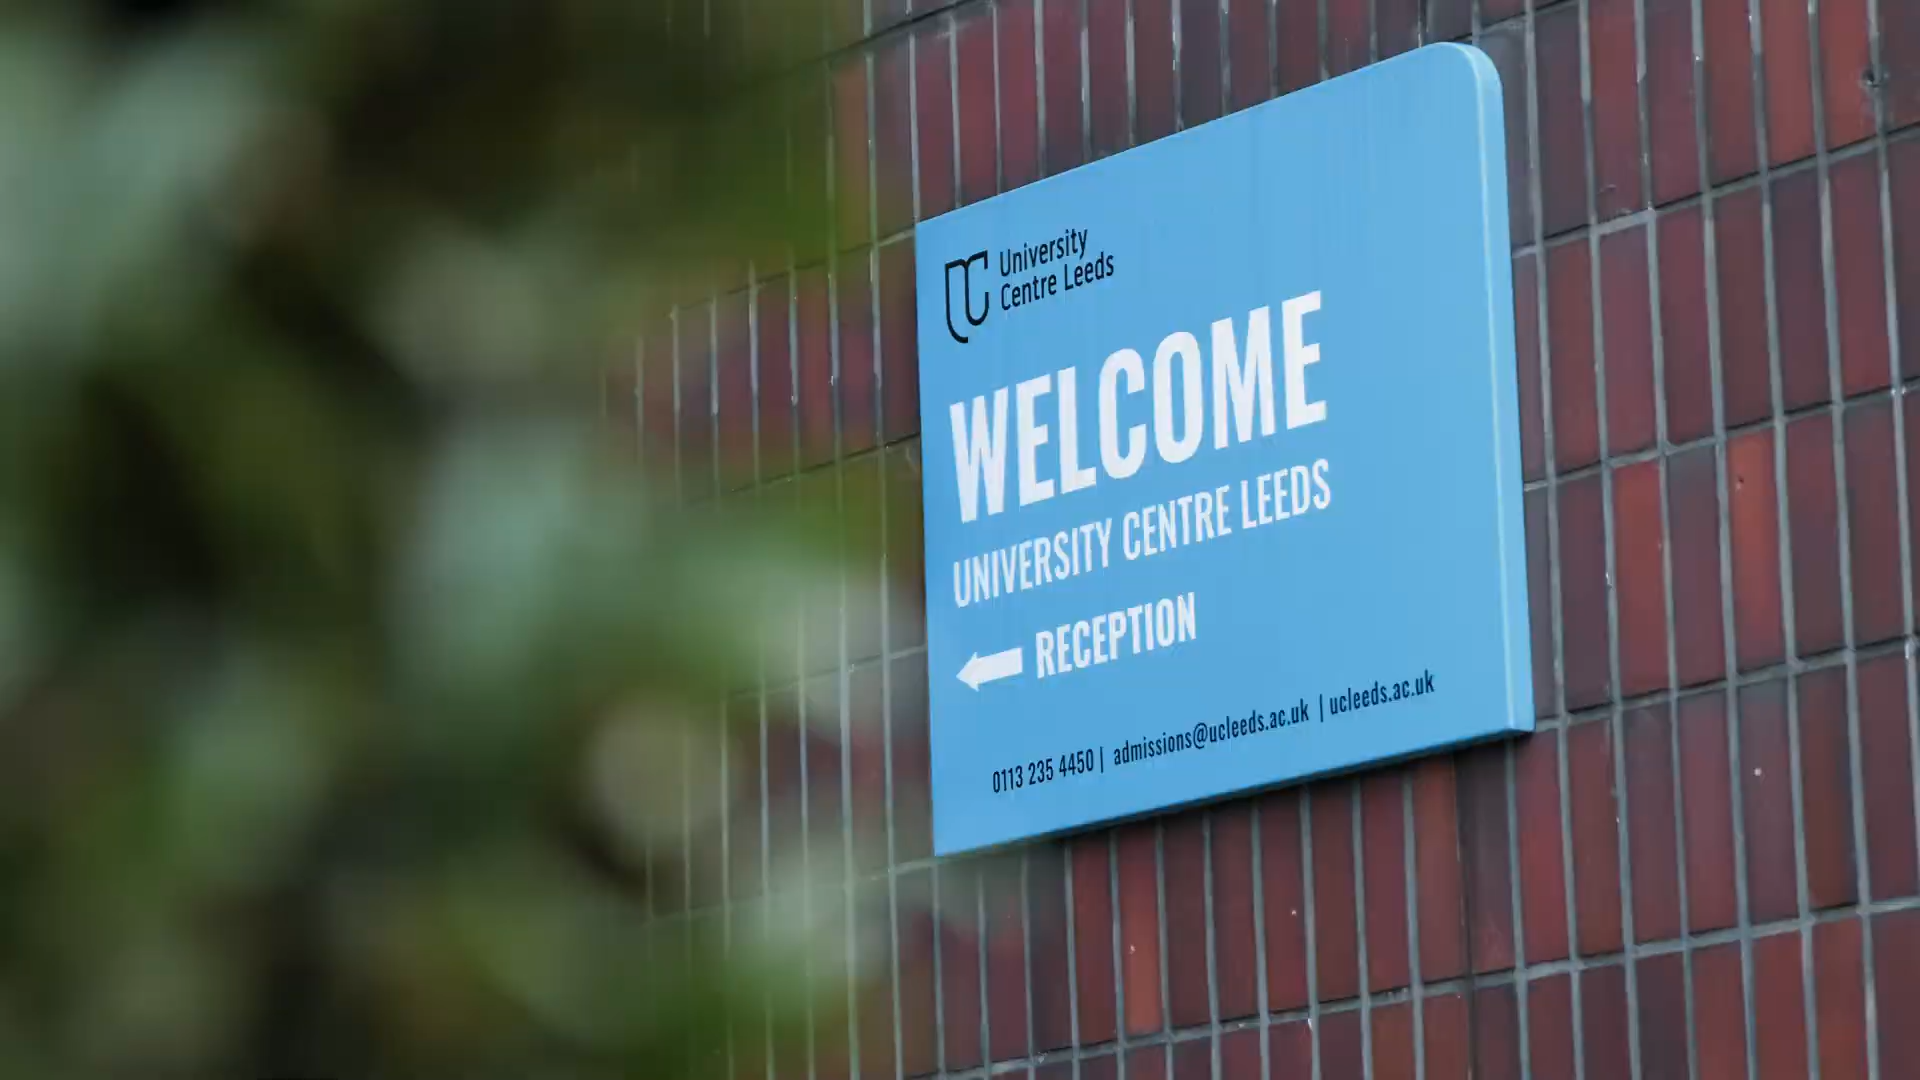 University
Centre Leeds
WELCOME
UNIVERSITY CENTRE LEEDS
RECEPTION
0113 235 4450 | admissions@ucleeds.ac.uk | ucleeds.ac.uk